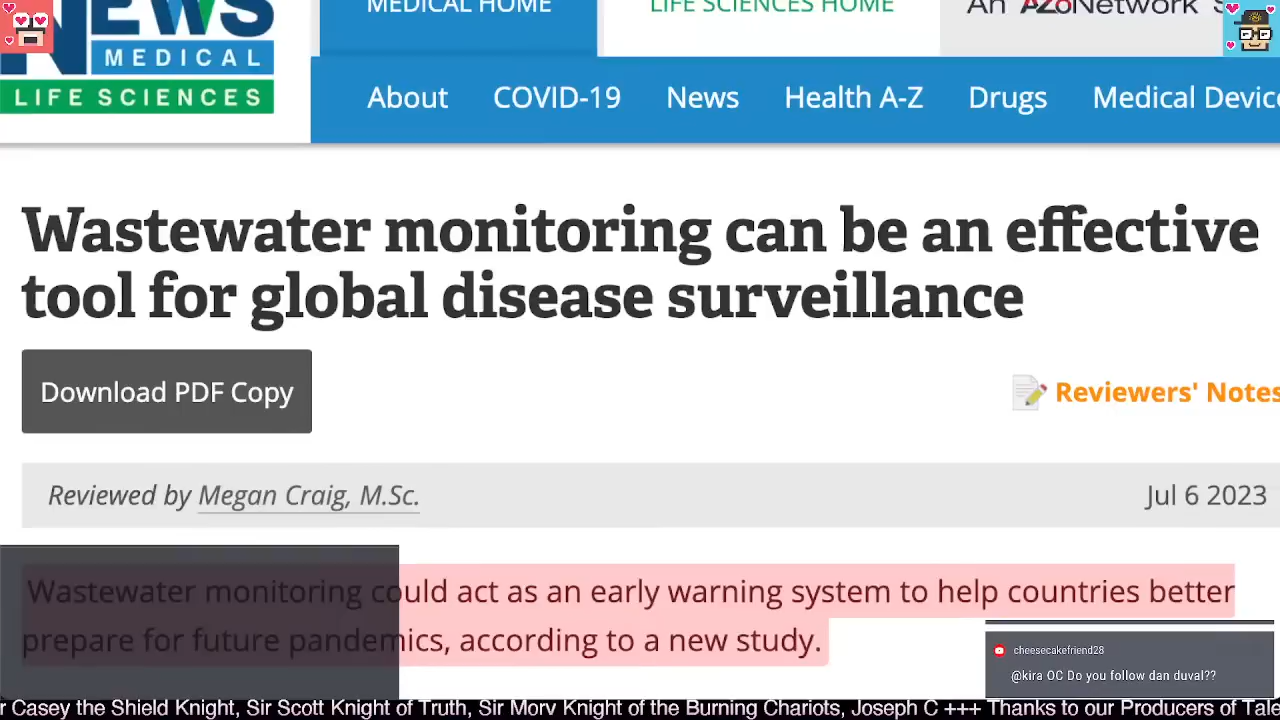 NEWS
MEDICAL
LIFE SCIENCES
MEDICAL HOME
LIFE SCIENCES HOME
An AZoNetwork S
About COVID-19 News Health A-Z Drugs Medical Device
Wastewater monitoring can be an effective
tool for global disease surveillance
Download PDF Copy
Reviewers' Notes
Reviewed by Megan Craig, M.Sc.
Jul 6 2023
Wastewater monitoring could act as an early warning system to help countries better
prepare for future pandemics, according to a new study.
cheesecakefriend28
@kira OC Do you follow dan duval??
r Casey the Shield Knight, Sir Scott Knight of Truth, Sir Morv Knight of the Burning Chariots, Joseph C +++ Thanks to our Producers of Tale